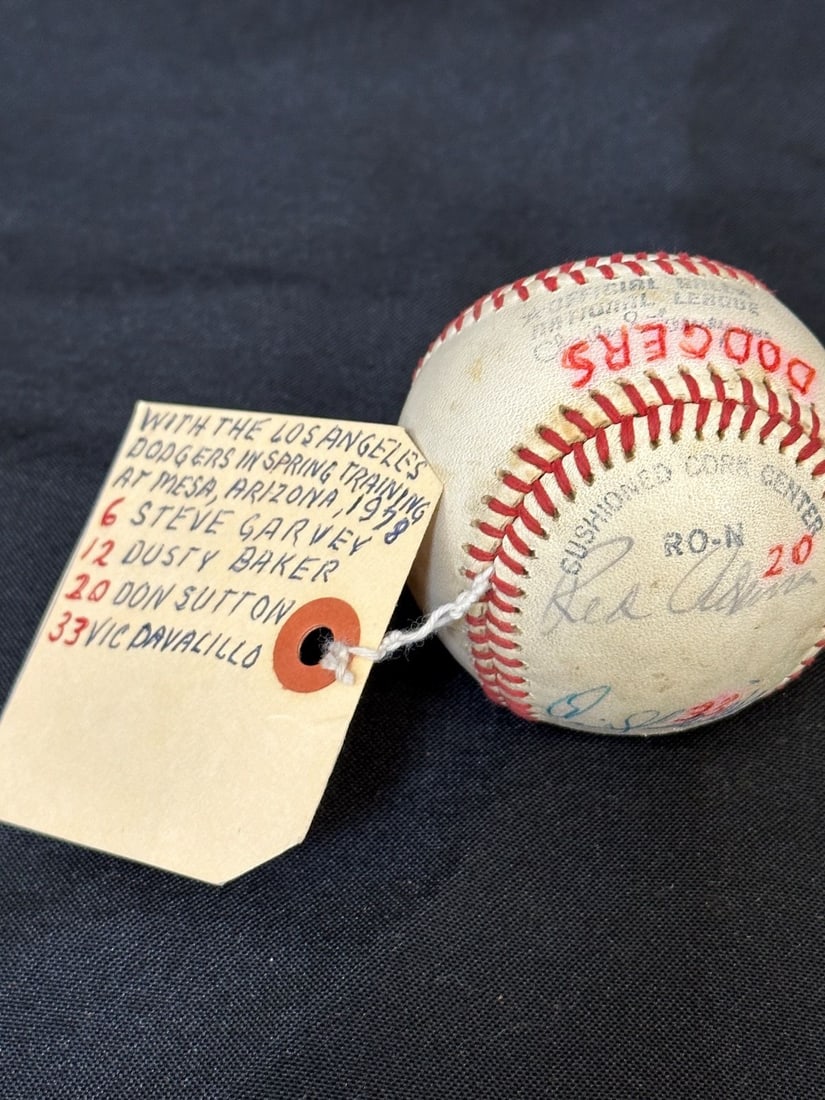 WITH THE LOS ANGELES
DODGERS IN SPRING TRAINING
AT MESA, ARIZONA, 1978
6 STEVE GARVEY
12 DUSTY BAKER
20 DON SUTTON
33 VIC DAVALILLO
OFFICIAL
NATIONAL LEAGUE
DODGERS
CUSHIONED CORK CENTER
RO-N
20
Red